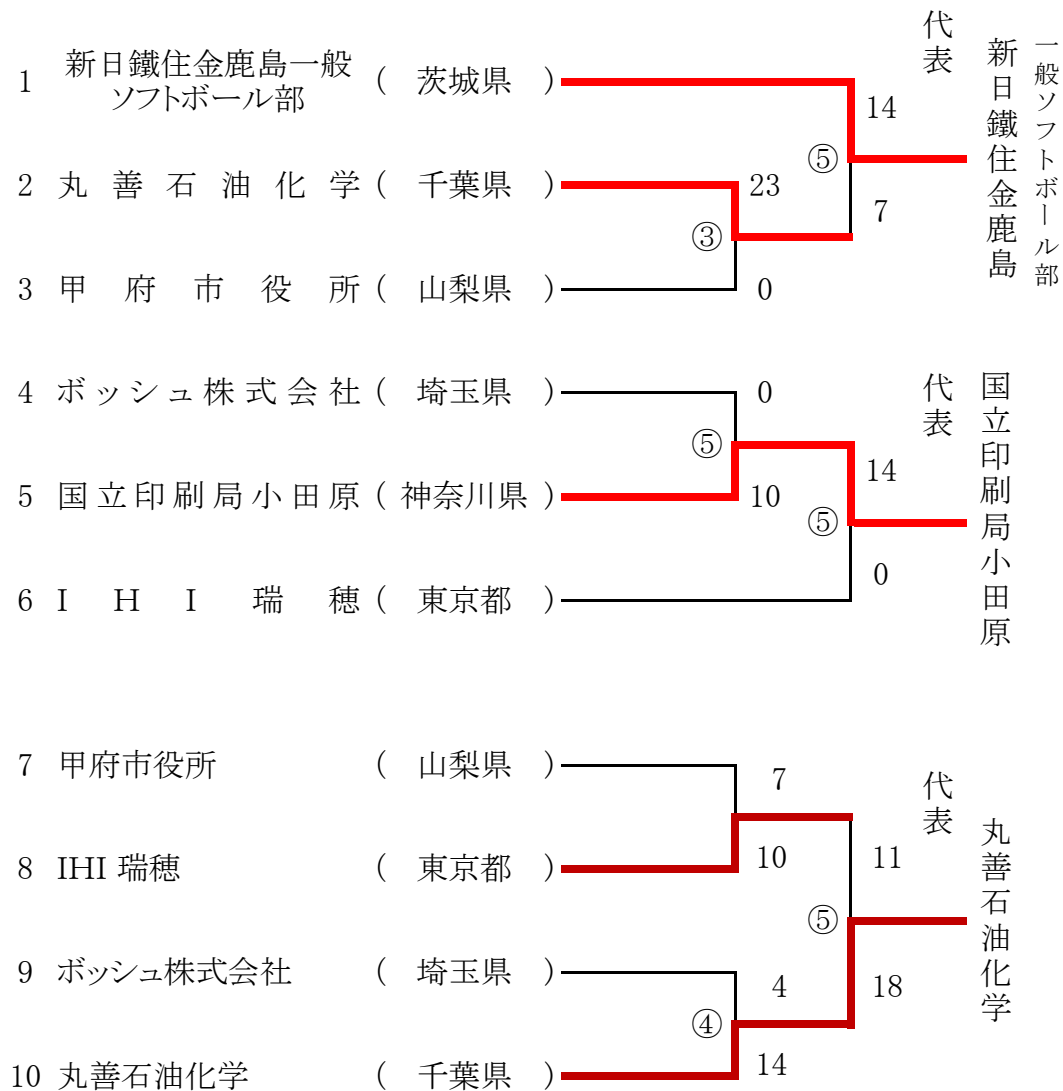 1 新日鐵住金鹿島一般ソフトボール部 ( 茨城県 )
14
代表
新日鐵住金鹿島
一般ソフトボール部
⑤
2 丸善石油化学 ( 千葉県 )
23
7
③
3 甲府市役所 ( 山梨県 )
0
4 ボッシュ株式会社 ( 埼玉県 )
0
代表
国立印刷局小田原
⑤
14
5 国立印刷局小田原 ( 神奈川県 )
10
⑤
0
6 IHI瑞穂 ( 東京都 )
7 甲府市役所 ( 山梨県 )
7
代表
丸善石油化学
8 IHI 瑞穂 ( 東京都 )
10
11
⑤
9 ボッシュ株式会社 ( 埼玉県 )
4
18
④
14
10 丸善石油化学 ( 千葉県 )